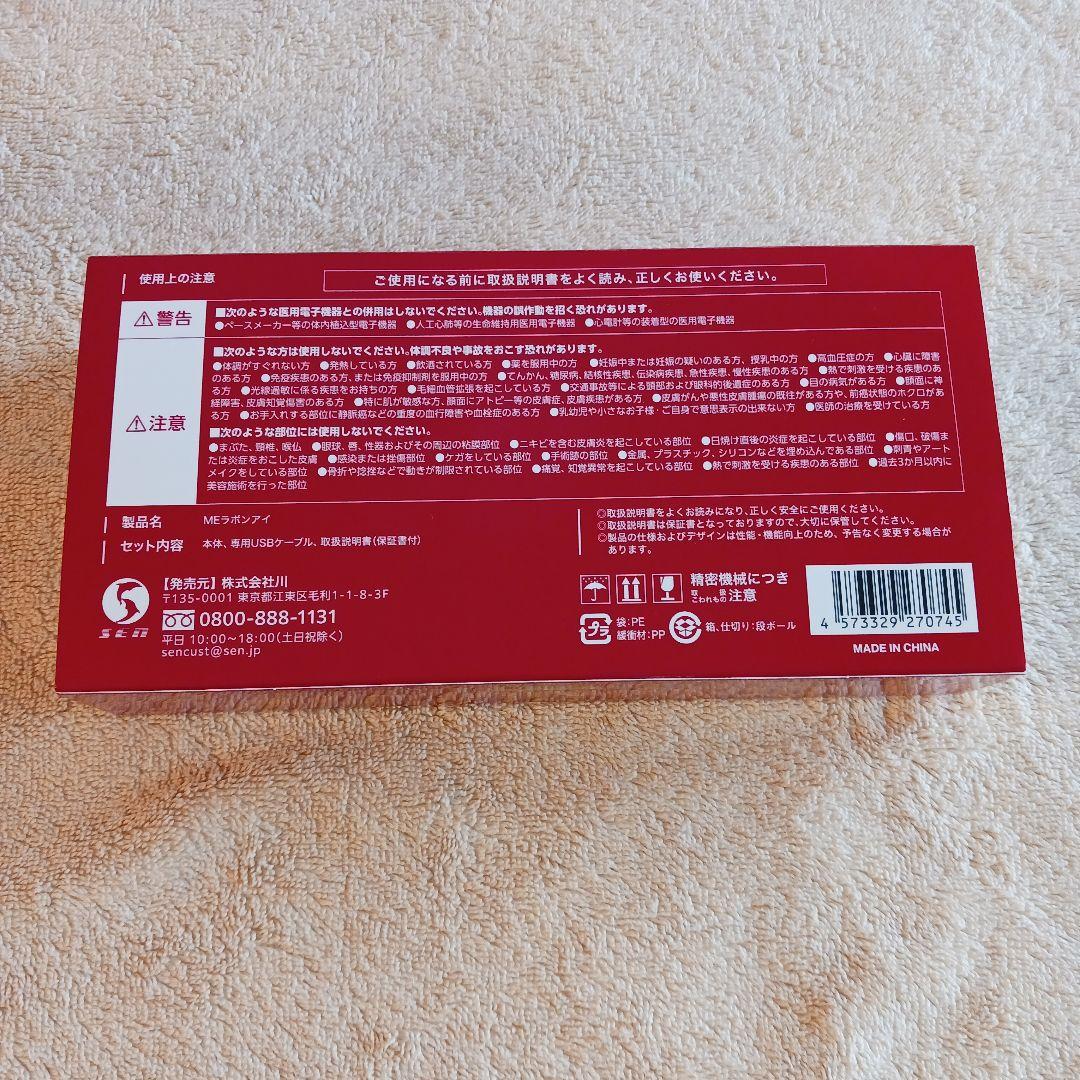 使用上の注意
ご使用になる前に取扱説明書をよく読み、正しくお使いください。
警告
■次のような医用電子機器との併用はしないでください。機器の誤作動を招く恐れがあります。
●ペースメーカー等の体内植込型電子機器 ●人工心肺等の生命維持用医用電子機器 ●心電計等の装着型の医用電子機器
注意
■次のような方は使用しないでください。体調不良や事故をおこす恐れがあります。
●体調がすぐれない方 ●発熱している方 ●飲酒されている方 ●薬を服用中の方 ●妊娠中または妊娠の疑いのある方、授乳中の方 ●高血圧症の方 ●心臓に障害
のある方 ●免疫疾患のある方、または免疫抑制剤を服用中の方 ●てんかん、糖尿病、結核性疾患、伝染病疾患、急性疾患、慢性疾患のある方 ●熱で刺激を受ける疾患のあ
る方 ●光線過敏に係る疾患をお持ちの方 ●毛細血管拡張を起こしている方 ●交通事故等による頭部および眼科的後遺症のある方 ●目の病気がある方 ●顔面に神
経障害、皮膚知覚傷害のある方 ●特に肌が敏感な方、顔面にアトピー等の皮膚症、皮膚疾患がある方 ●皮膚がんや悪性皮膚腫瘍の既往がある方や、前癌状態のホクロがあ
る方 ●お手入れする部位に静脈癌などの重度の血行障害や血栓症のある方 ●乳幼児や小さなお子様・ご自身で意思表示の出来ない方 ●医師の治療を受けている方
■次のような部位には使用しないでください。
●まぶた、頸椎、喉仏 ●眼球、唇、性器およびその周辺の粘膜部位 ●ニキビを含む皮膚炎を起こしている部位 ●日焼け直後の炎症を起こしている部位 ●傷口、破傷ま
たは炎症をおこした皮膚 ●感染または挫傷部位 ●ケガをしている部位 ●手術跡の部位 ●金属、プラスチック、シリコンなどを埋め込んである部位 ●刺青やアート
メイクをしている部位 ●骨折や捻挫などで動きが制限されている部位 ●痛覚、知覚異常を起こしている部位 ●熱で刺激を受ける疾患のある部位 ●過去3か月以内に
美容施術を行った部位
製品名 MEラボンアイ
セット内容 本体、専用USBケーブル、取扱説明書(保証書付)
◎取扱説明書をよくお読みになり、正しく安全にご使用ください。
◎取扱説明書は保証書となっておりますので、大切に保管してください。
◎製品の仕様およびデザインは性能・機能向上のため、予告なく変更する場合が
あります。
SEN
【発売元】株式会社川
〒135-0001 東京都江東区毛利1-1-8-3F
0800-888-1131
平日 10:00～18:00(土日祝除く)
sencust@sen.jp
精密機械につき
取扱注意
こわれもの
プラ
袋:PE
緩衝材:PP
箱、仕切り:段ボール
4 573329 270745
MADE IN CHINA